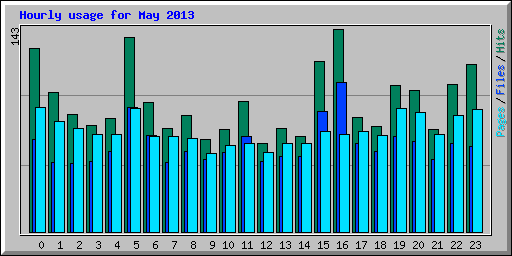 Hourly usage for May 2013
143
Pages / Files / Hits
0 1 2 3 4 5 6 7 8 9 10 11 12 13 14 15 16 17 18 19 20 21 22 23